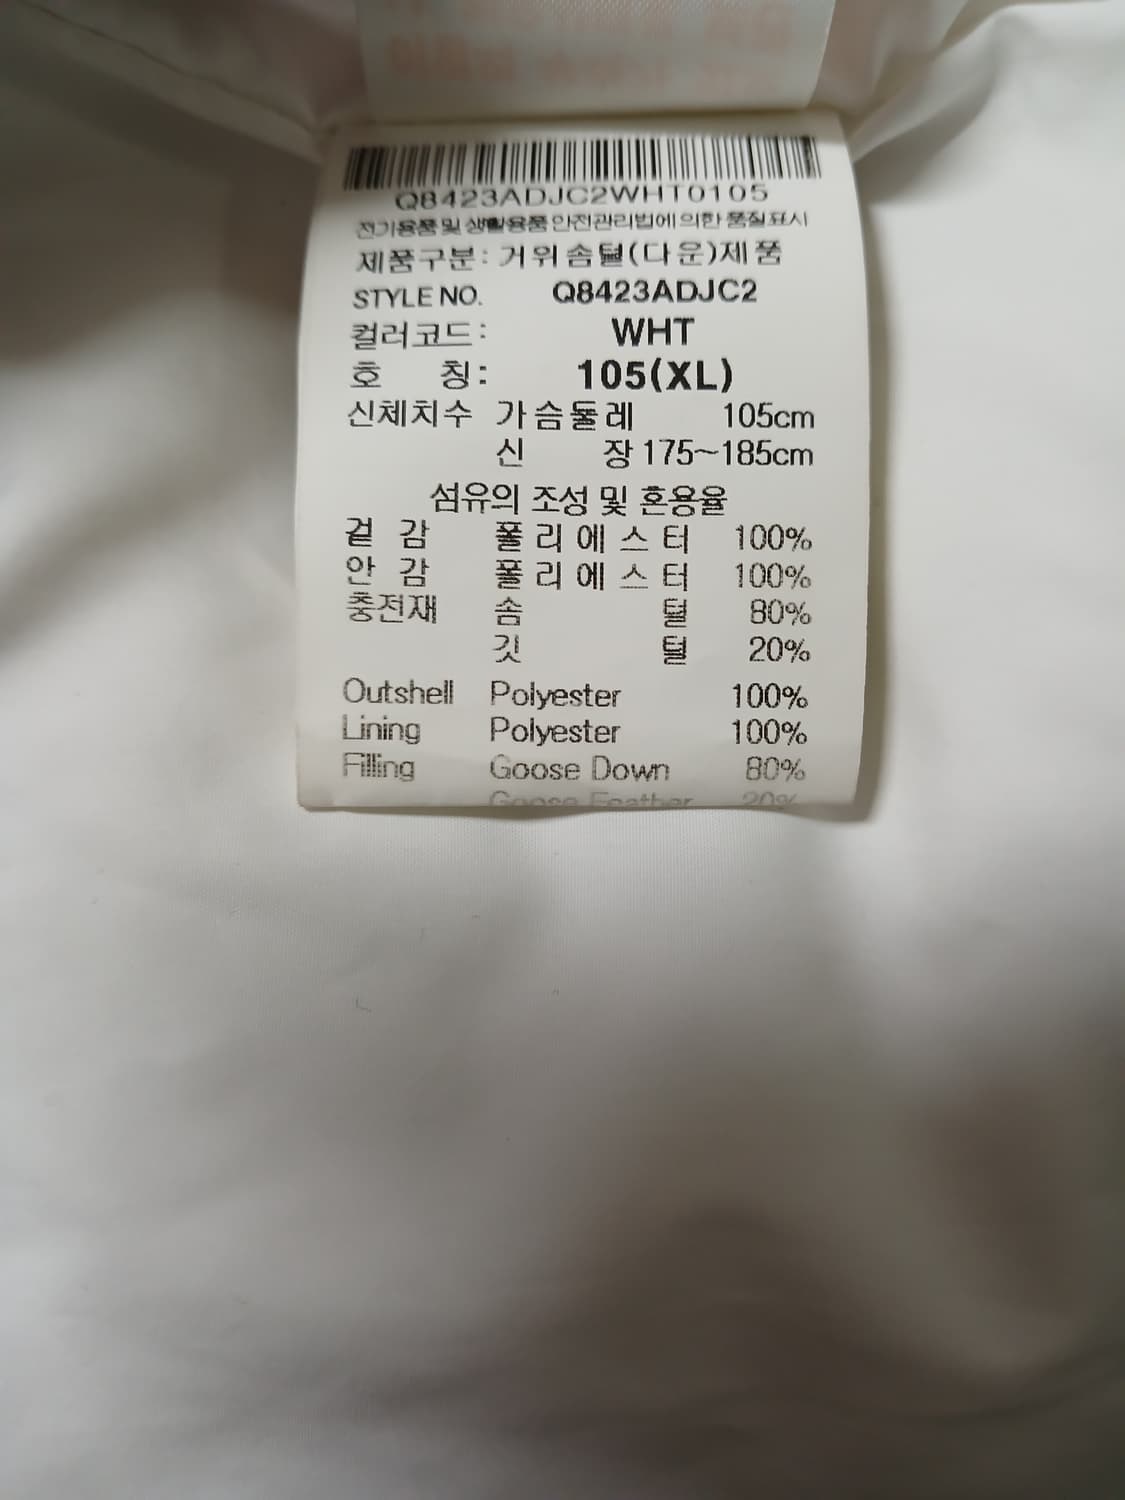 Q8423ADJC2WHT0105
전기용품 및 생활용품 안전관리법에 의한 품질표시
제품구분: 거위솜털(다운)제품
STYLE NO. Q8423ADJC2
컬러코드: WHT
호 칭: 105(XL)
신체치수 가슴둘레 105cm
신 장 175~185cm
섬유의 조성 및 혼용율
겉 감 폴리에스터 100%
안 감 폴리에스터 100%
충전재 솜 털 80%
깃 털 20%
Outshell Polyester 100%
Lining Polyester 100%
Filling Goose Down 80%
Goose Feather 20%